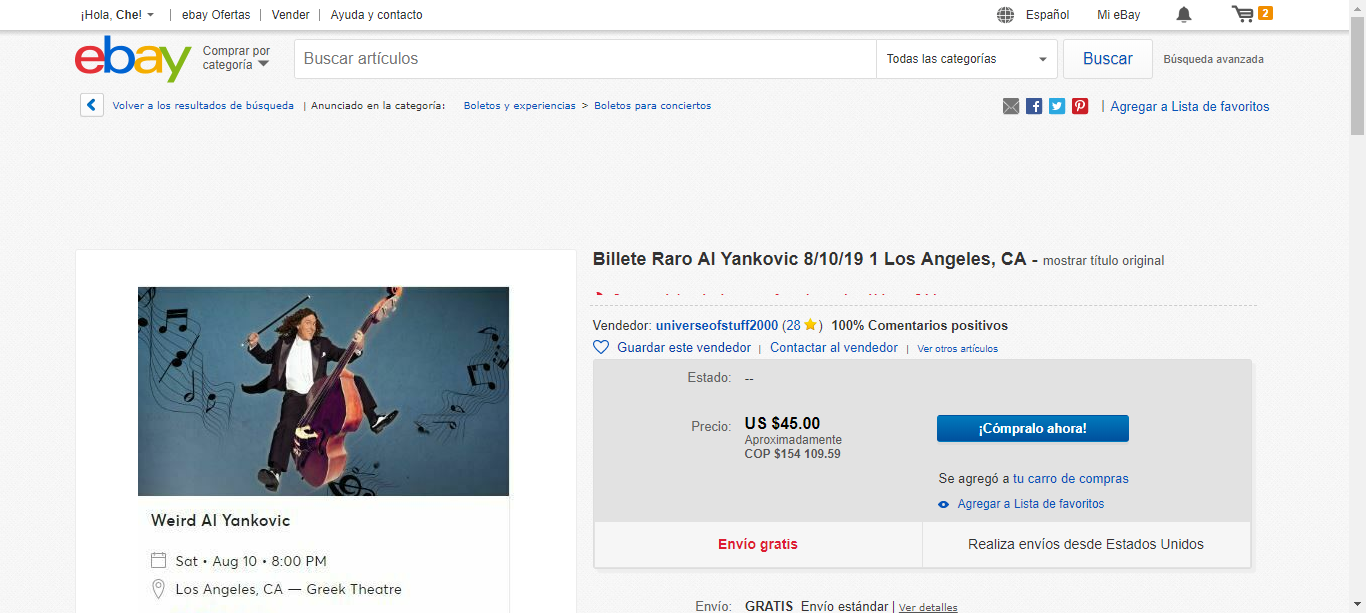 ¡Hola, Che! | ebay Ofertas | Vender | Ayuda y contacto
Español Mi eBay 2
ebay
Comprar por
categoría
Buscar artículos
Todas las categorías
Buscar
Búsqueda avanzada
Volver a los resultados de búsqueda | Anunciado en la categoría: Boletos y experiencias > Boletos para conciertos
| Agregar a Lista de favoritos
Billete Raro Al Yankovic 8/10/19 1 Los Angeles, CA - mostrar título original
Vendedor: universeofstuff2000 (28 ) 100% Comentarios positivos
Guardar este vendedor | Contactar al vendedor | Ver otros artículos
Estado: --
Precio: US $45.00
Aproximadamente
COP $154 109.59
¡Cómpralo ahora!
Se agregó a tu carro de compras
Agregar a Lista de favoritos
Envío gratis
Realiza envíos desde Estados Unidos
Envío: GRATIS Envío estándar | Ver detalles
Weird Al Yankovic
Sat • Aug 10 • 8:00 PM
Los Angeles, CA — Greek Theatre